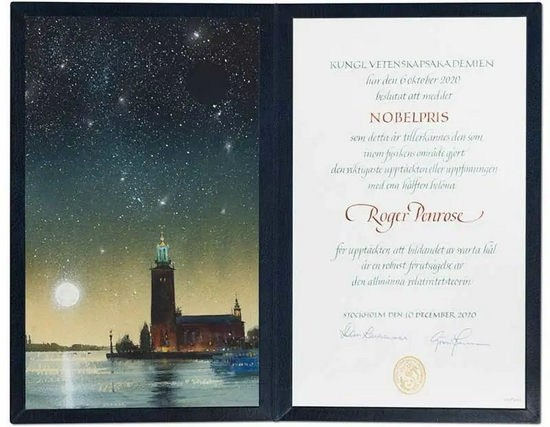 KUNGL. VETENSKAPSAKADEMIEN
har den 6 oktober 2020
beslutat att med det
NOBELPRIS
som detta år tillerkännes den som
inom fysikens område gjort
den viktigaste upptäckten eller uppfinningen
med ena hälften belöna
Roger Penrose
för upptäckten att bildandet av svarta hål
är en robust förutsägelse av
den allmänna relativitetsteorin
STOCKHOLM DEN 10 DECEMBER 2020